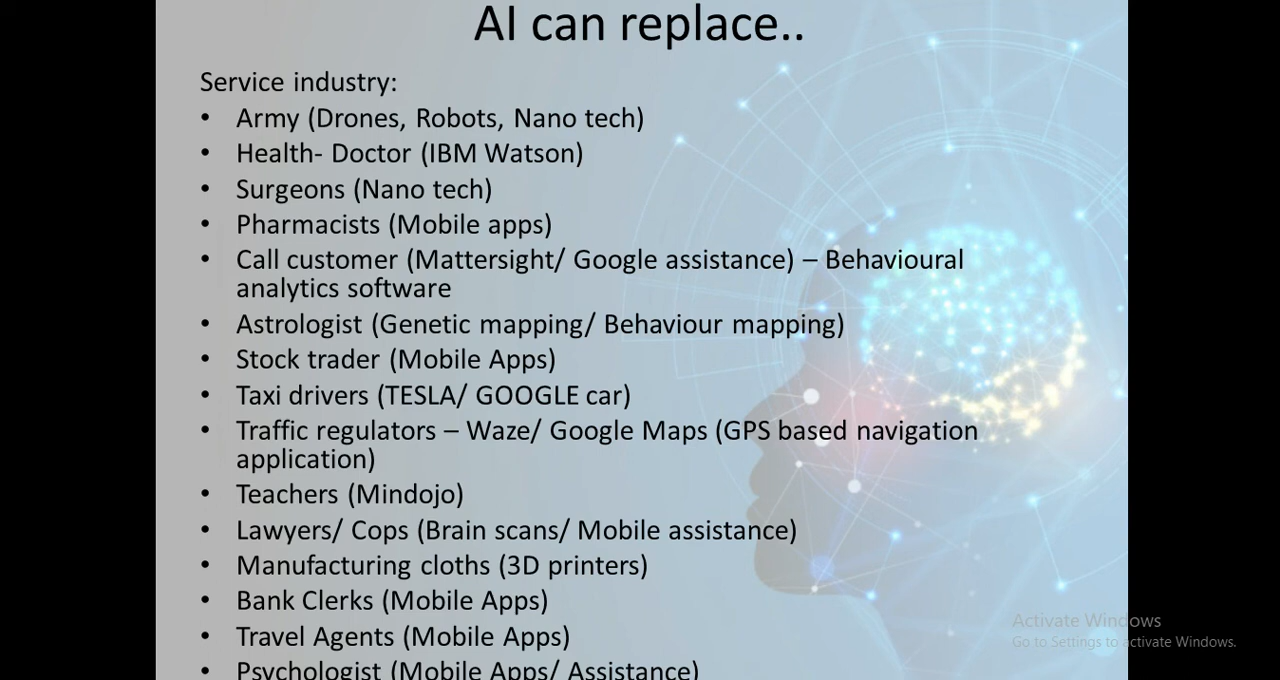 AI can replace..
Service industry:
• Army (Drones, Robots, Nano tech)
• Health- Doctor (IBM Watson)
• Surgeons (Nano tech)
• Pharmacists (Mobile apps)
• Call customer (Mattersight/ Google assistance) – Behavioural
analytics software
• Astrologist (Genetic mapping/ Behaviour mapping)
• Stock trader (Mobile Apps)
• Taxi drivers (TESLA/ GOOGLE car)
• Traffic regulators – Waze/ Google Maps (GPS based navigation
application)
• Teachers (Mindojo)
• Lawyers/ Cops (Brain scans/ Mobile assistance)
• Manufacturing cloths (3D printers)
• Bank Clerks (Mobile Apps)
• Travel Agents (Mobile Apps)
• Psychologist (Mobile Apps/ Assistance)
Activate Windows
Go to Settings to activate Windows.